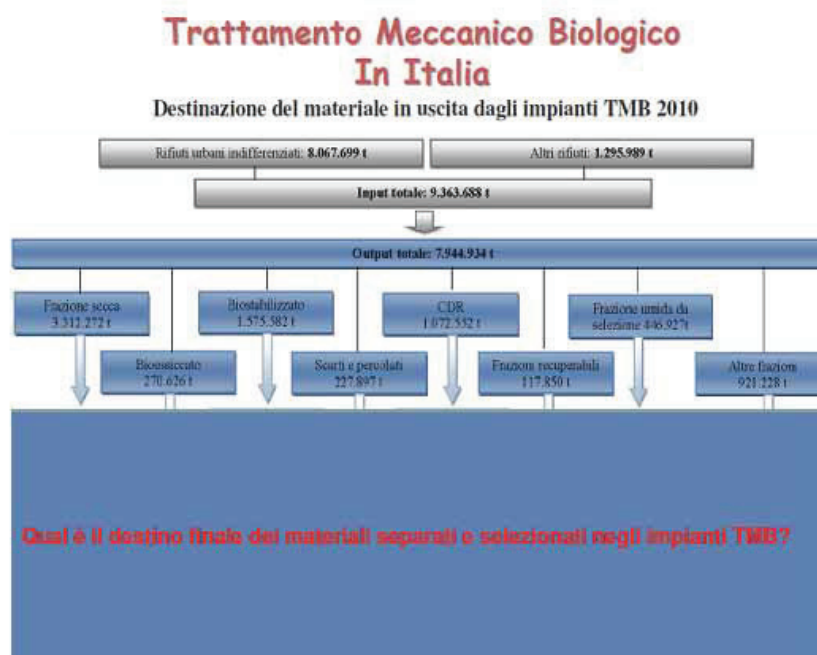 Trattamento Meccanico Biologico
In Italia
Destinazione del materiale in uscita dagli impianti TMB 2010
Rifiuti urbani indifferenziati: 8.067.699 t
Altri rifiuti: 1.295.989 t
Input totale: 9.363.688 t
Output totale: 7.944.934 t
Frazione secca
3.312.272 t
Biostabilizzato
1.575.582 t
CDR
1.072.552 t
Frazione umida da
selezione 446.927t
Bioessiccato
270.626 t
Scarti e percolati
227.897 t
Frazioni recuperabili
117.850 t
Altre frazioni
921.228 t
Qual è il destino finale dei materiali separati e selezionati negli impianti TMB?